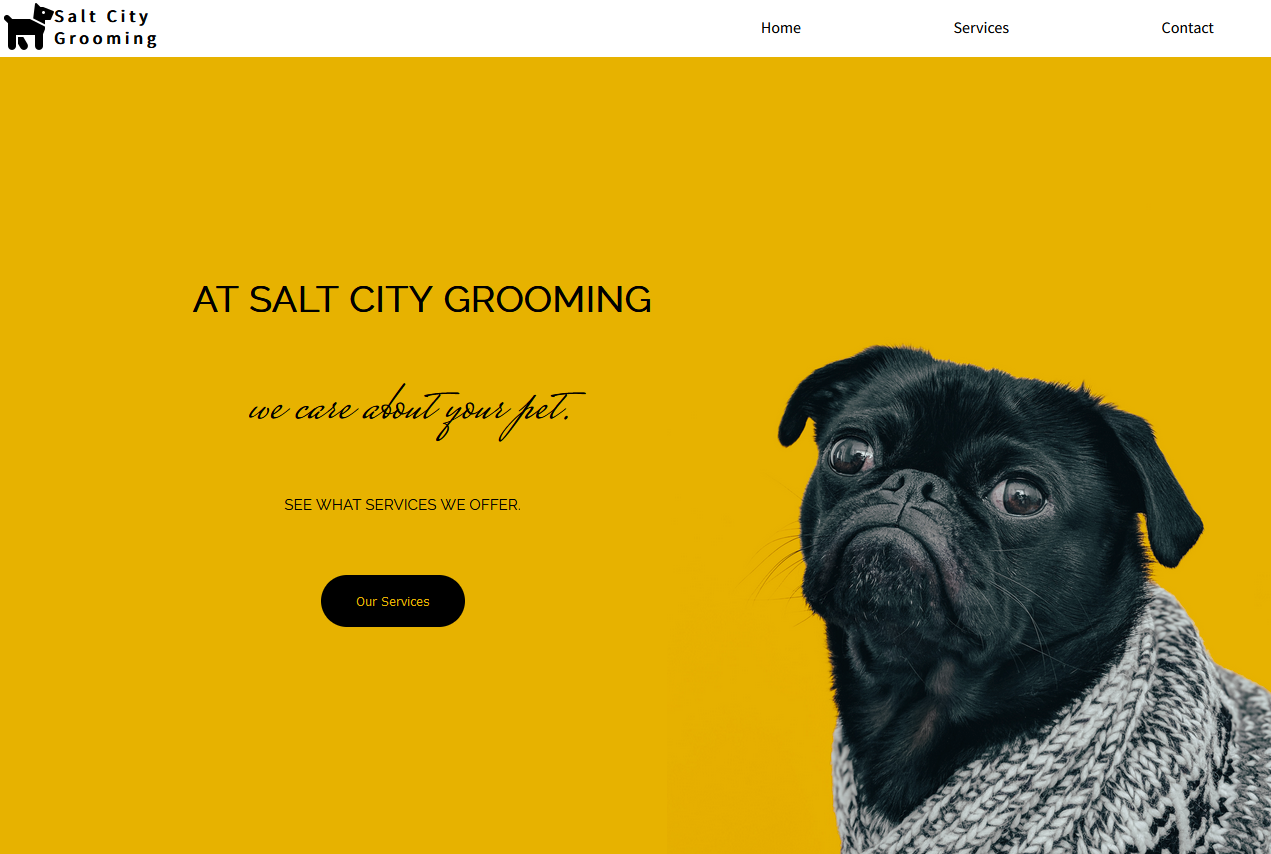 Salt City
Grooming
Home
Services
Contact
AT SALT CITY GROOMING
we care about your pet.
SEE WHAT SERVICES WE OFFER.
Our Services